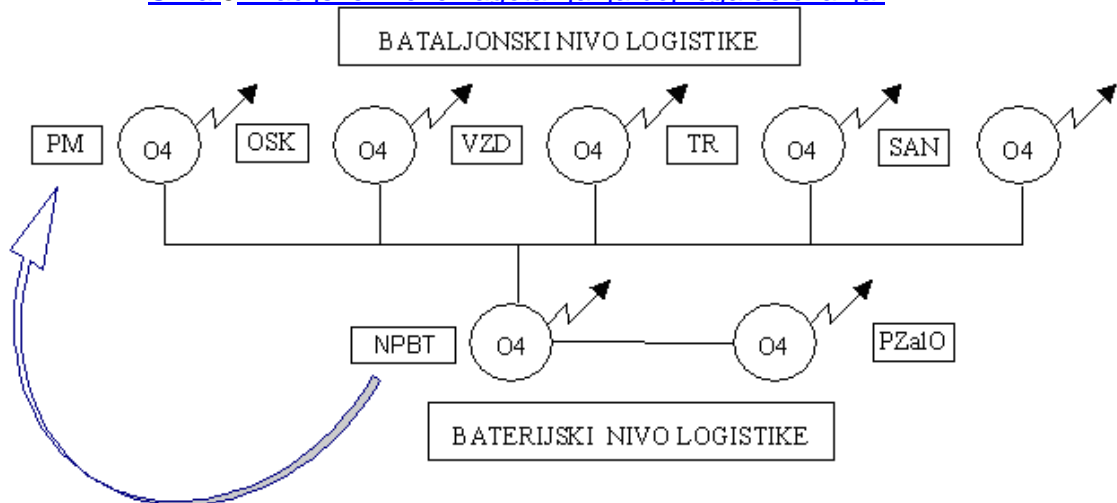 BATALJONSKI NIVO LOGISTIKE
PM O4 OSK O4 VZD O4 TR O4 SAN O4
NPBT O4 O4 PZalO
BATERIJSKI NIVO LOGISTIKE